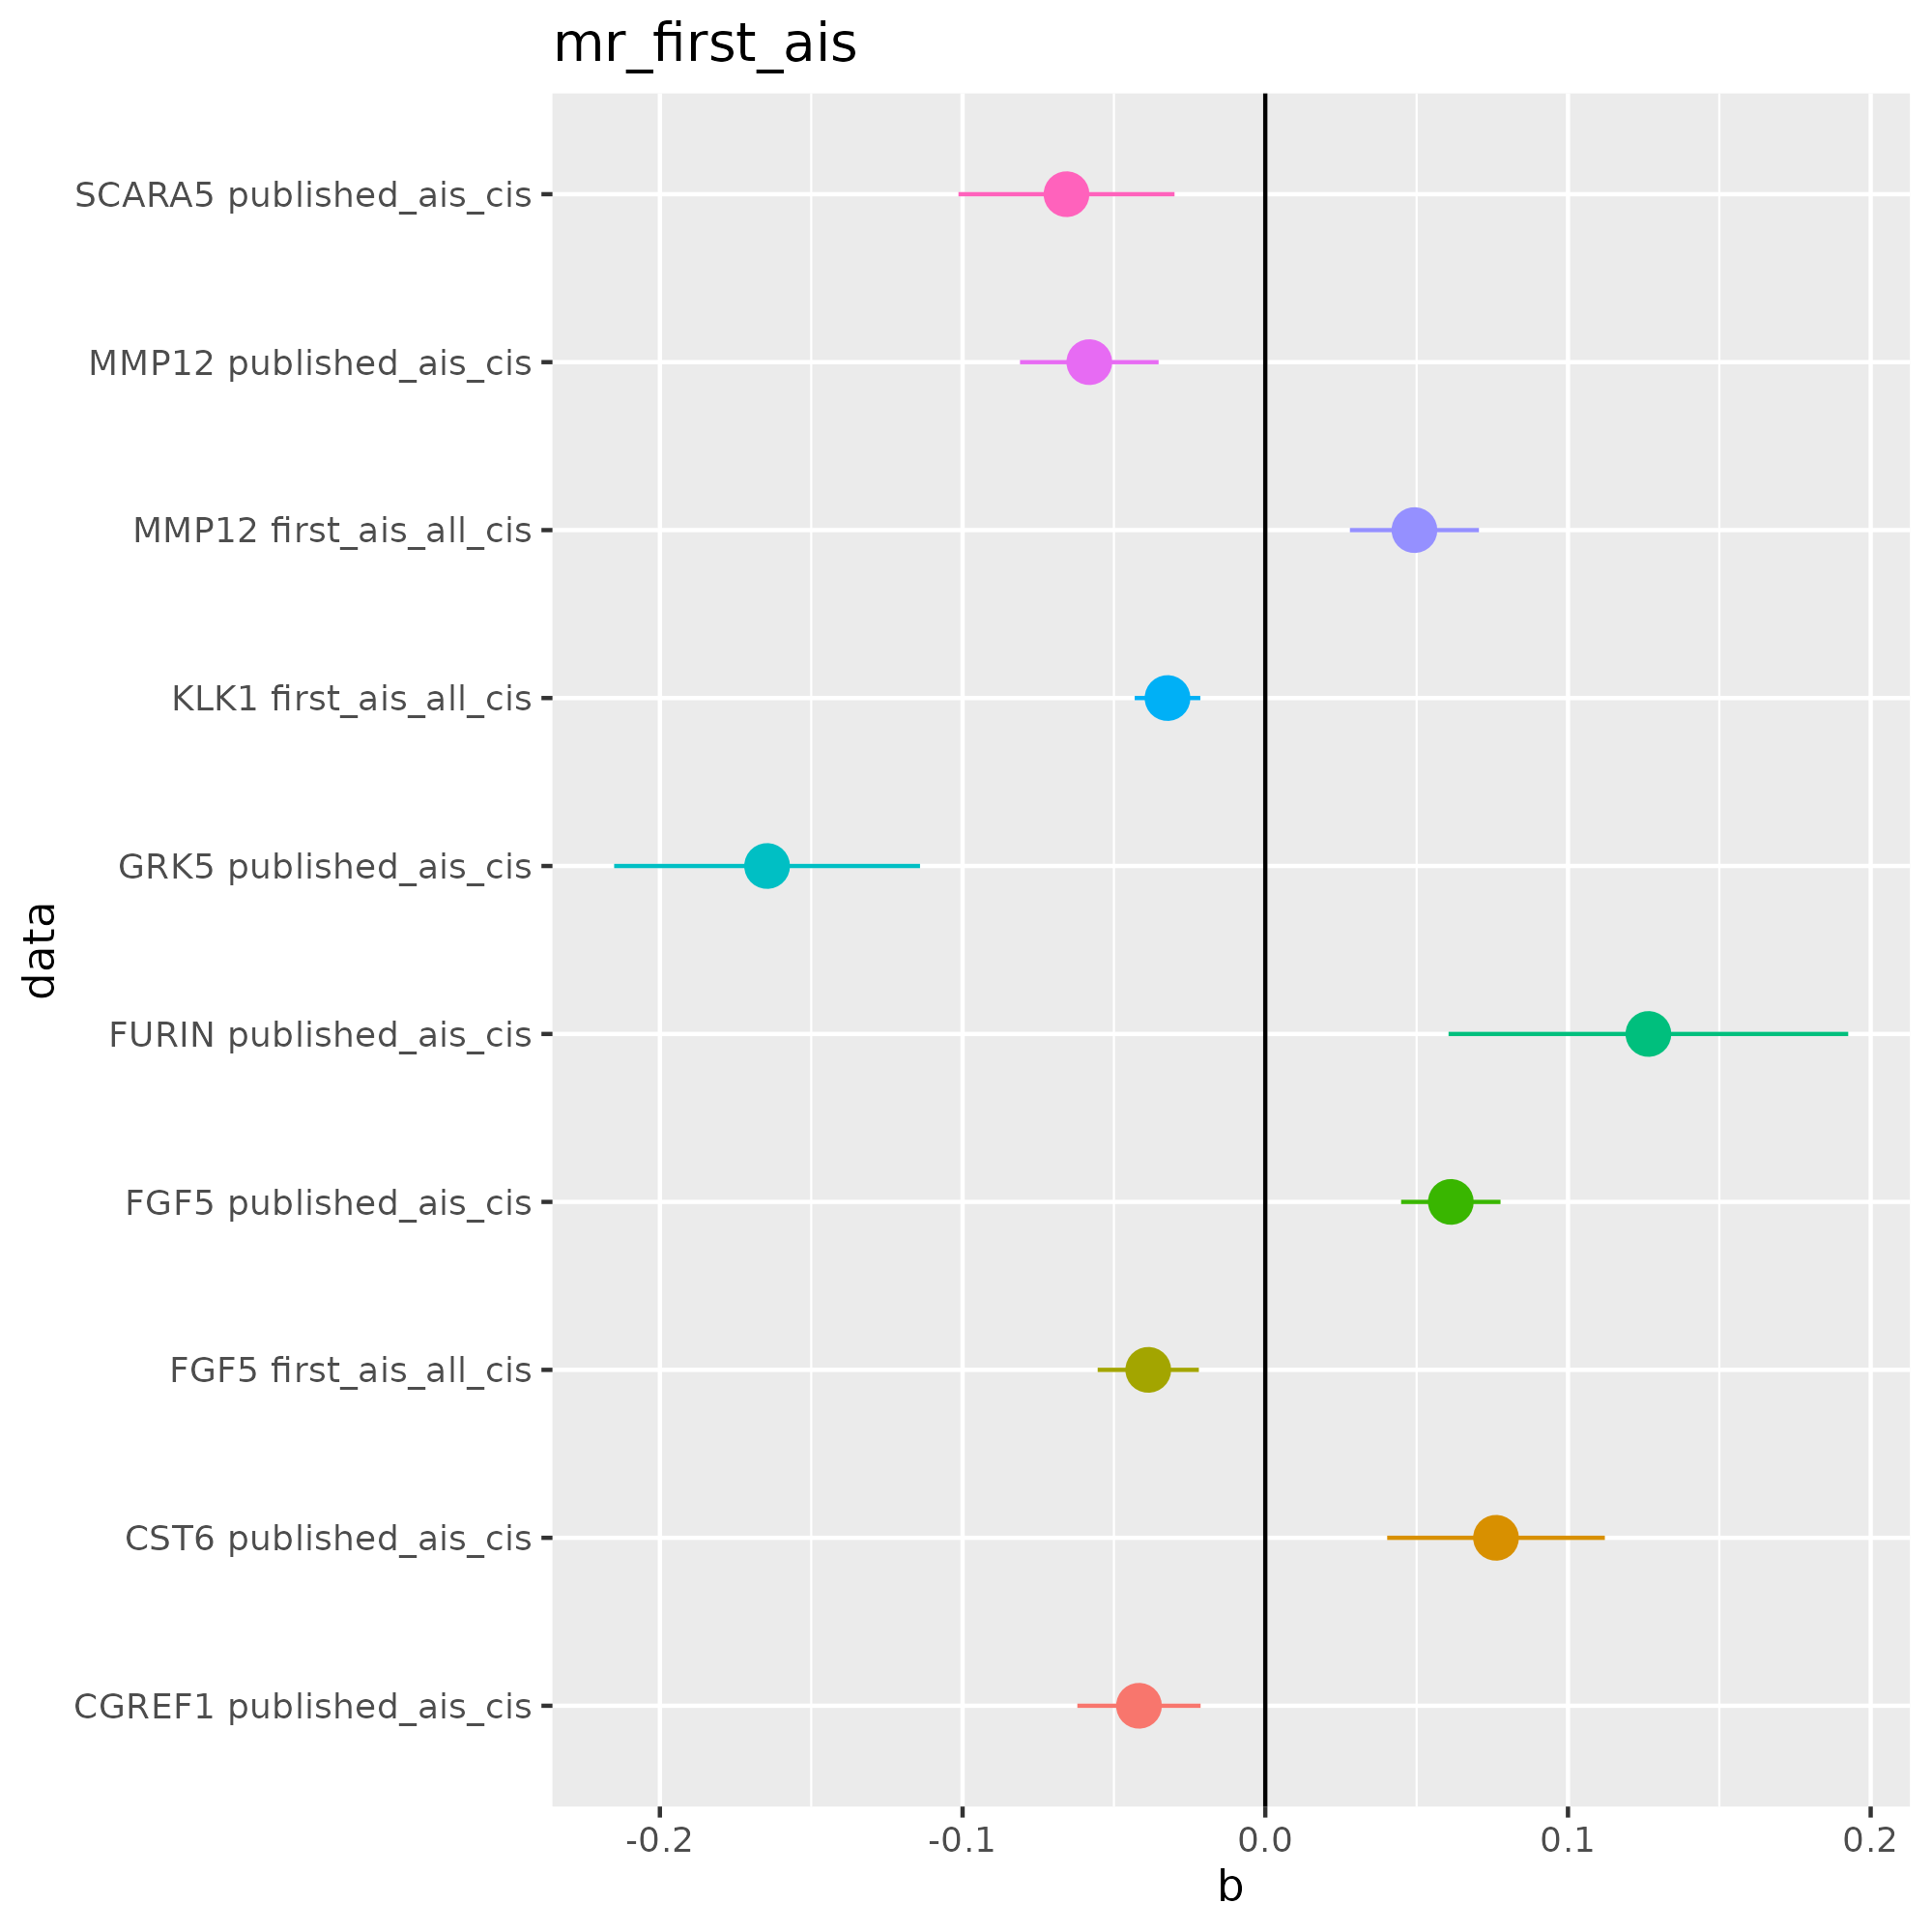 mr_first_ais
SCARA5 published_ais_cis
MMP12 published_ais_cis
MMP12 first_ais_all_cis
KLK1 first_ais_all_cis
GRK5 published_ais_cis
FURIN published_ais_cis
FGF5 published_ais_cis
FGF5 first_ais_all_cis
CST6 published_ais_cis
CGREF1 published_ais_cis
data
-0.2 -0.1 0.0 0.1 0.2
b